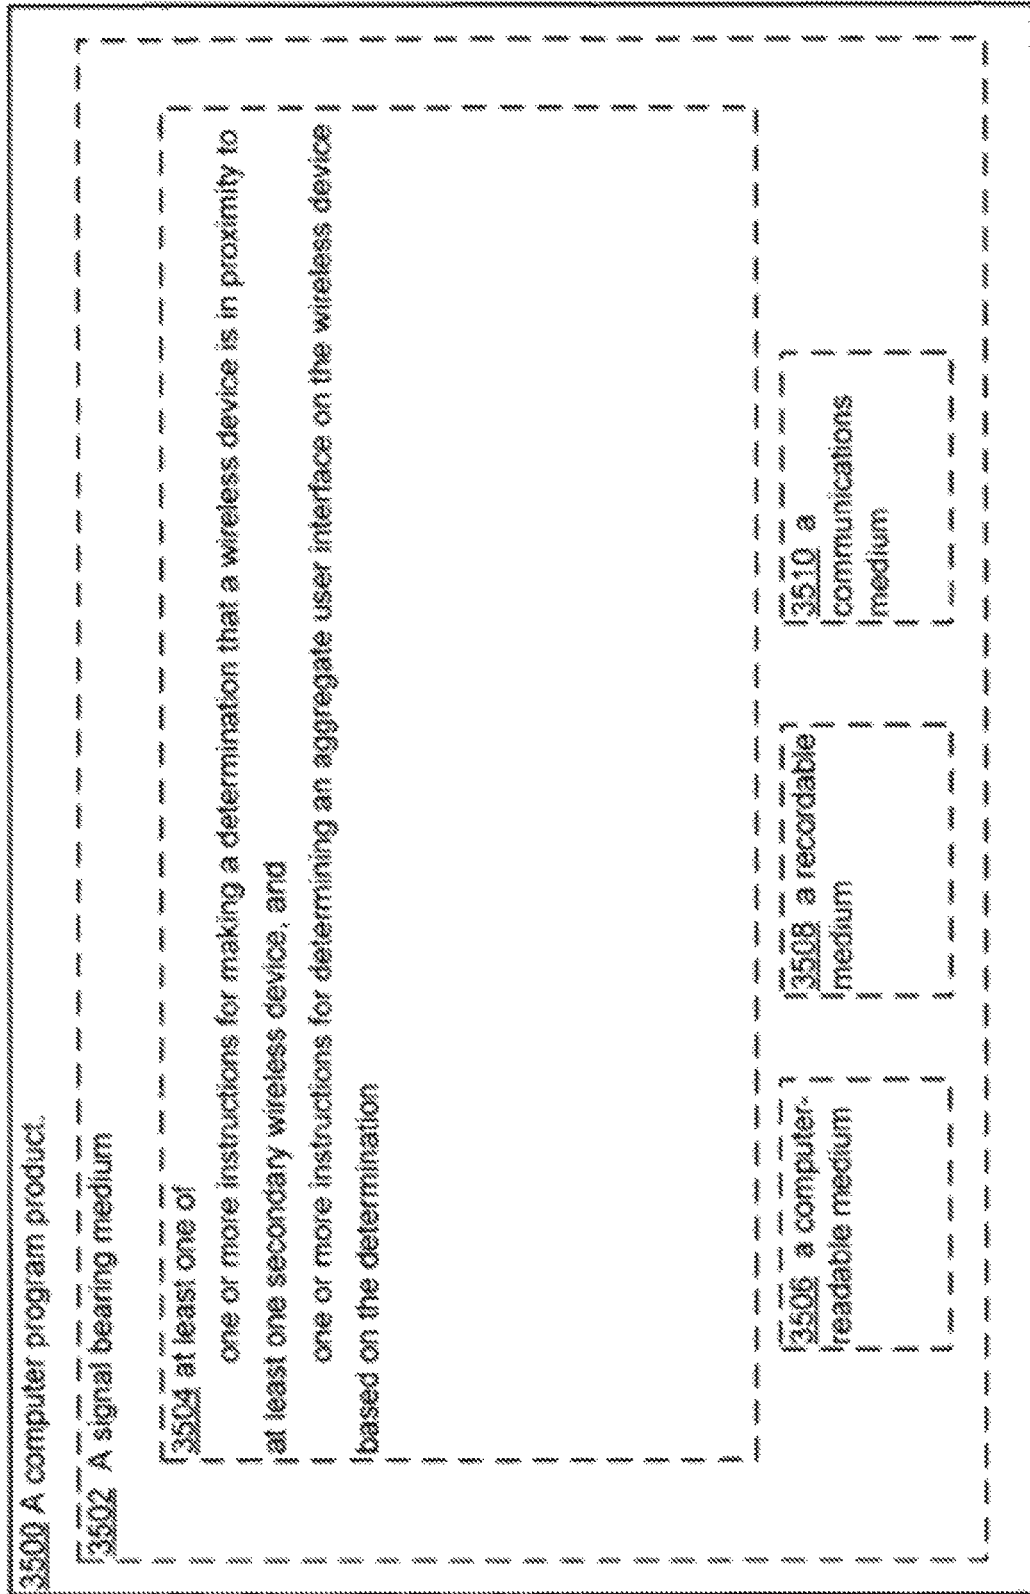 3500 A computer program product.
3502 A signal bearing medium
3504 at least one of
one or more instructions for making a determination that a wireless device is in proximity to
at least one secondary wireless device, and
one or more instructions for determining an aggregate user interface on the wireless device
based on the determination
3506 a computer-
readable medium
3508 a recordable
medium
3510 a
communications
medium